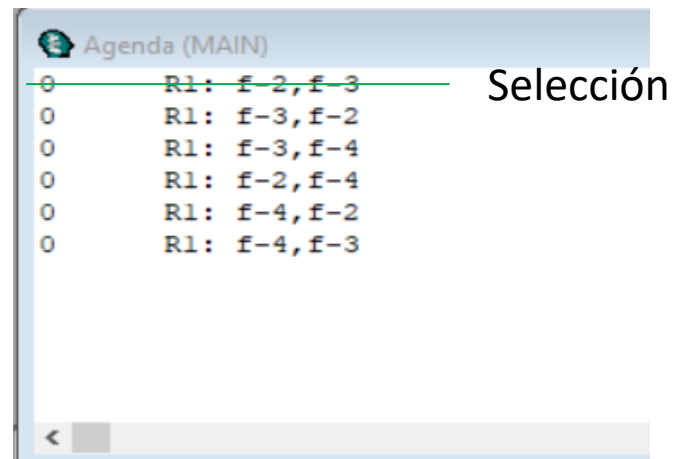 Agenda (MAIN)
0 R1: f-2,f-3 Selección
0 R1: f-3,f-2
0 R1: f-3,f-4
0 R1: f-2,f-4
0 R1: f-4,f-2
0 R1: f-4,f-3